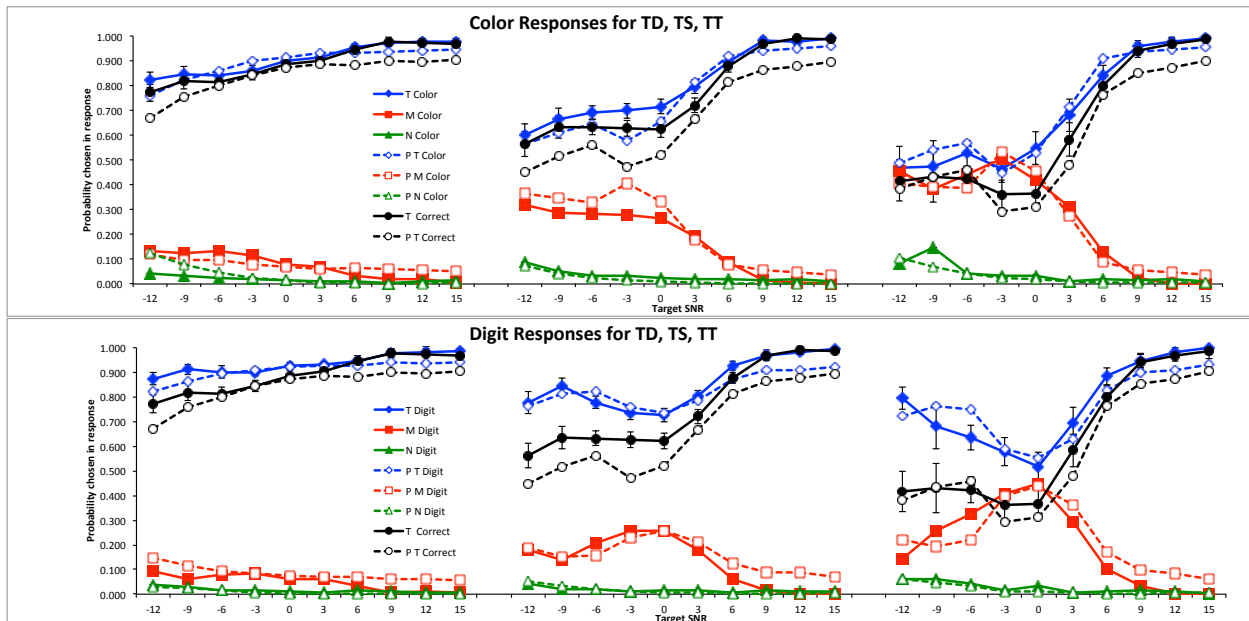 Color Responses for TD, TS, TT
Probability chosen in response
1.000
0.900
0.800
0.700
0.600
0.500
0.400
0.300
0.200
0.100
0.000
T Color
M Color
N Color
P T Color
P M Color
P N Color
T Correct
P T Correct
-12 -9 -6 -3 0 3 6 9 12 15 -12 -9 -6 -3 0 3 6 9 12 15 -12 -9 -6 -3 0 3 6 9 12 15
Target SNR
Digit Responses for TD, TS, TT
Probability chosen in response
1.000
0.900
0.800
0.700
0.600
0.500
0.400
0.300
0.200
0.100
0.000
T Digit
M Digit
N Digit
P T Digit
P M Digit
P N Digit
T Correct
P T Correct
-12 -9 -6 -3 0 3 6 9 12 15 -12 -9 -6 -3 0 3 6 9 12 15 -12 -9 -6 -3 0 3 6 9 12 15
Target SNR